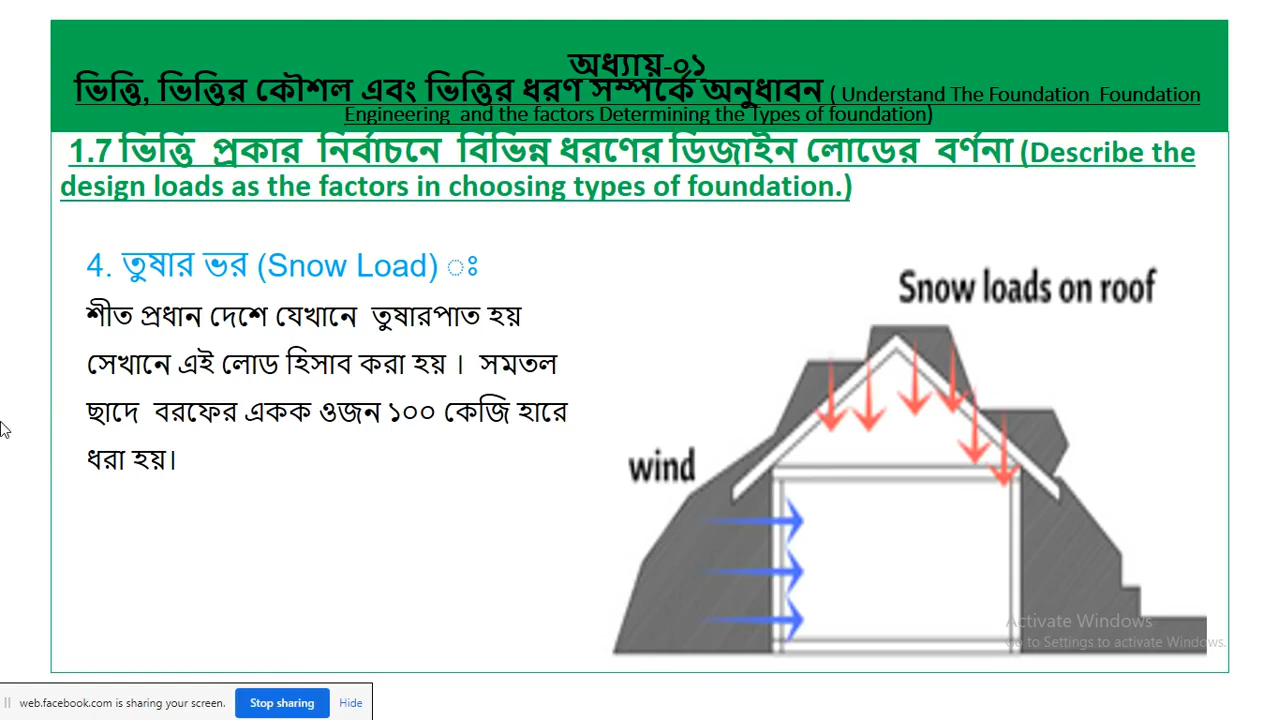 অধ্যায়-০১
ভিত্তি, ভিত্তির কৌশল এবং ভিত্তির ধরণ সম্পর্কে অনুধাবন ( Understand The Foundation Foundation
Engineering and the factors Determining the Types of foundation)
1.7 ভিত্তি প্রকার নির্বাচনে বিভিন্ন ধরণের ডিজাইন লোডের বর্ণনা (Describe the
design loads as the factors in choosing types of foundation.)
4. তুষার ভর (Snow Load) ঃ
শীত প্রধান দেশে যেখানে তুষারপাত হয়
সেখানে এই লোড হিসাব করা হয় । সমতল
ছাদে বরফের একক ওজন ১০০ কেজি হারে
ধরা হয়।
Snow loads on roof
wind
Activate Windows
Go to Settings to activate Windows.
web.facebook.com is sharing your screen. Stop sharing Hide